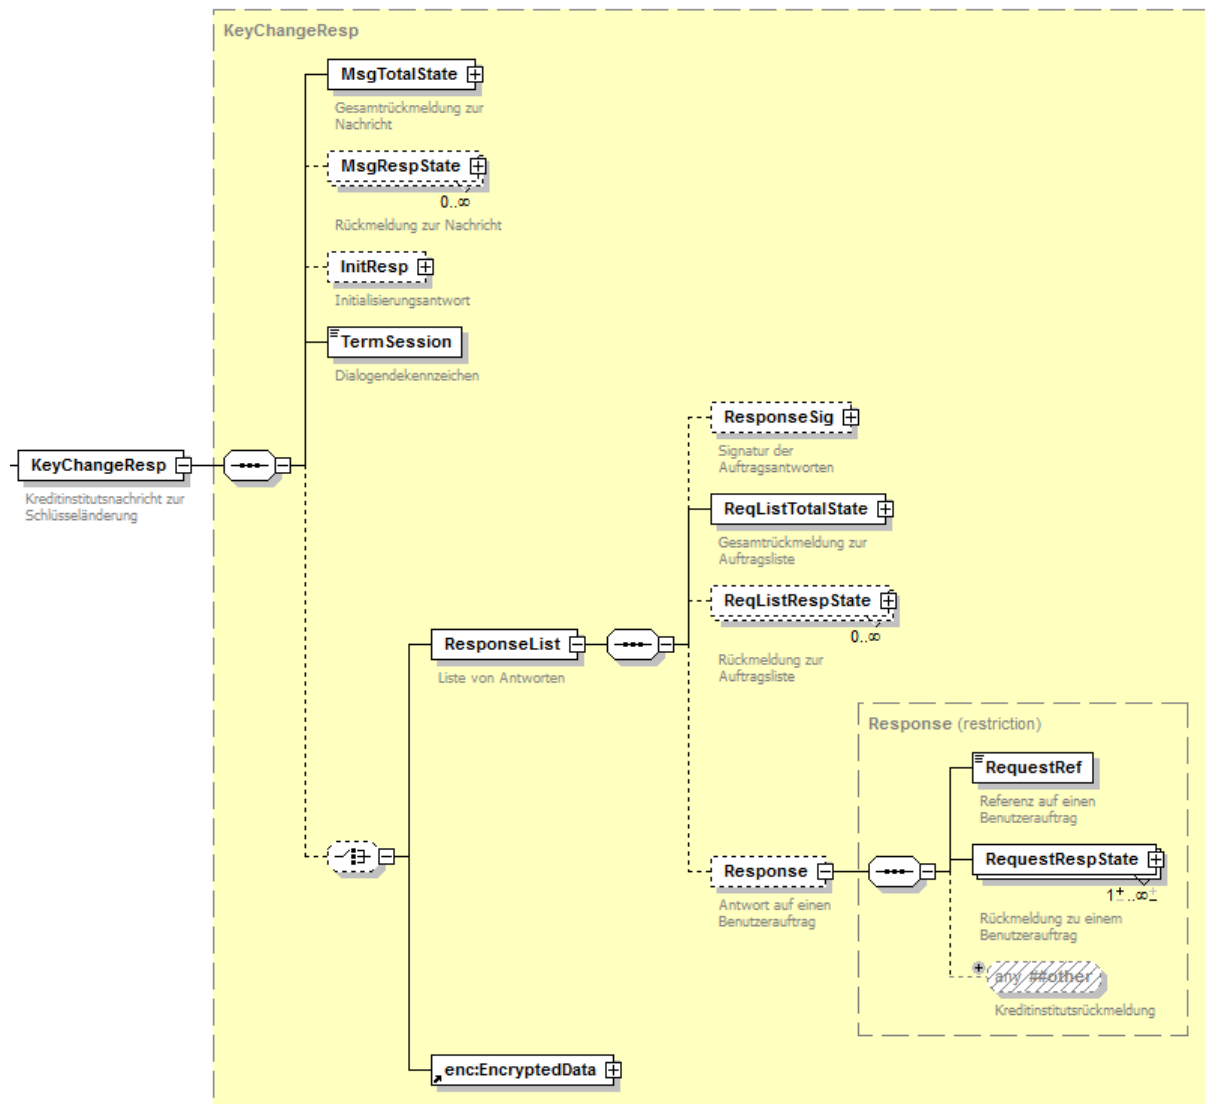 KeyChangeResp
MsgTotalState
Gesamtrückmeldung zur
Nachricht
MsgRespState
0..∞
Rückmeldung zur Nachricht
InitResp
Initialisierungsantwort
TermSession
Dialogendekennzeichen
KeyChangeResp
Kreditinstitutsnachricht zur
Schlüsseländerung
ResponseSig
Signatur der
Auftragsantworten
ReqListTotalState
Gesamtrückmeldung zur
Auftragsliste
ReqListRespState
0..∞
Rückmeldung zur
Auftragsliste
ResponseList
Liste von Antworten
Response (restriction)
RequestRef
Referenz auf einen
Benutzerauftrag
RequestRespState
1..∞
Rückmeldung zu einem
Benutzerauftrag
Response
Antwort auf einen
Benutzerauftrag
any ##other
Kreditinstitutsrückmeldung
enc:EncryptedData